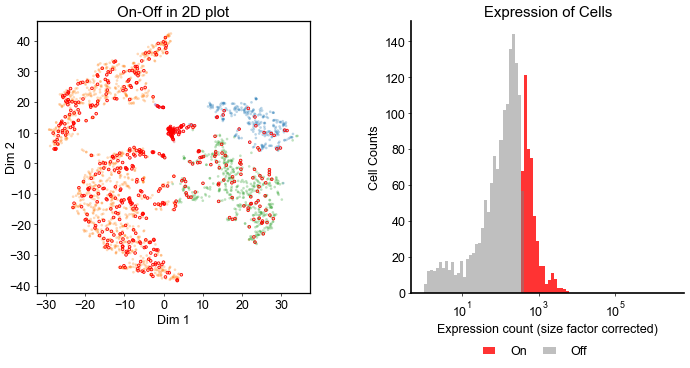 On-Off in 2D plot
Expression of Cells
40
30
20
10
0
−10
−20
−30
−40
Dim 2
−30 −20 −10 0 10 20 30
Dim 1
140
120
100
80
60
40
20
0
Cell Counts
10^1 10^3 10^5
Expression count (size factor corrected)
On Off